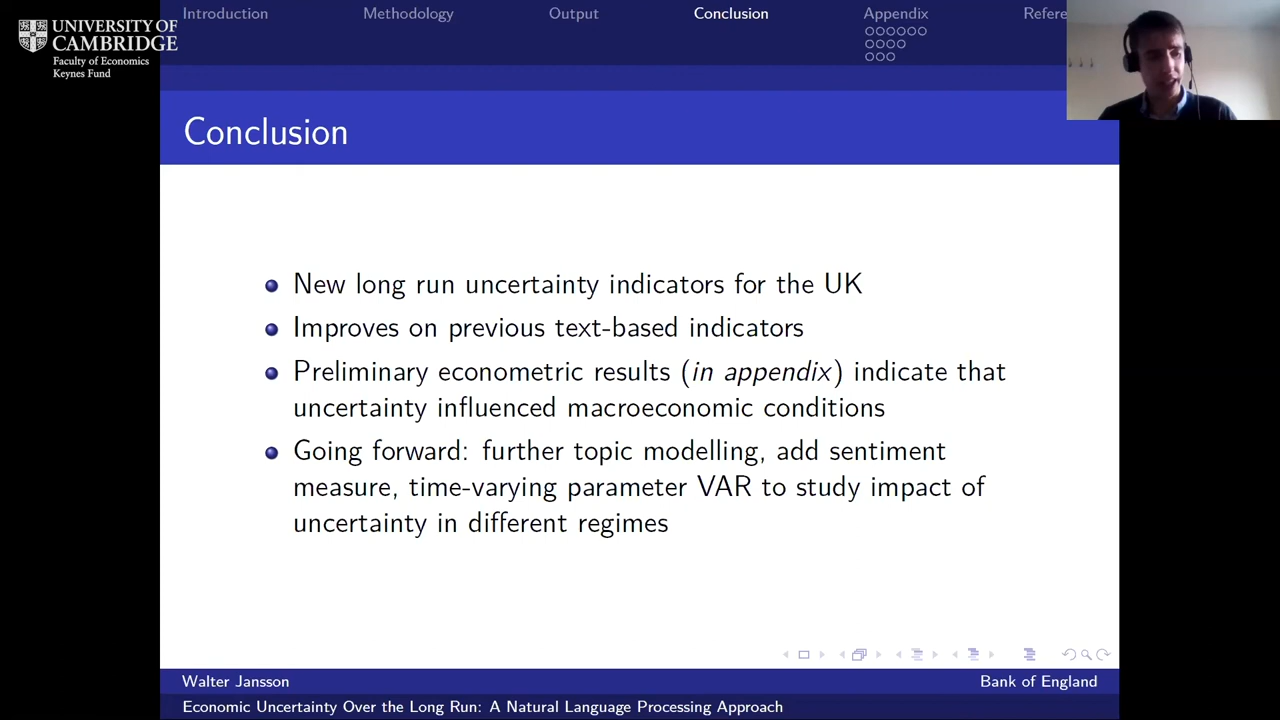 UNIVERSITY OF
CAMBRIDGE
Faculty of Economics
Keynes Fund
Introduction Methodology Output Conclusion Appendix
Conclusion
New long run uncertainty indicators for the UK
Improves on previous text-based indicators
Preliminary econometric results (in appendix) indicate that
uncertainty influenced macroeconomic conditions
Going forward: further topic modelling, add sentiment
measure, time-varying parameter VAR to study impact of
uncertainty in different regimes
Walter Jansson Bank of England
Economic Uncertainty Over the Long Run: A Natural Language Processing Approach